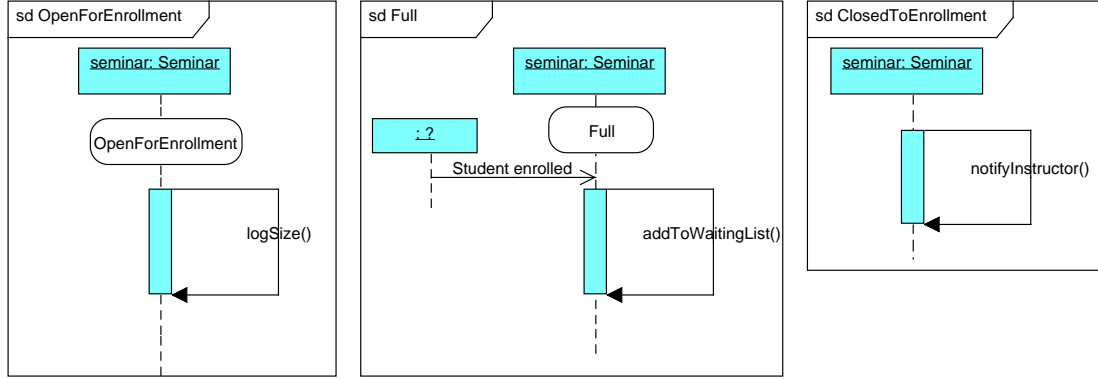 sd OpenForEnrollment
seminar: Seminar
OpenForEnrollment
logSize()
sd Full
seminar: Seminar
: ?
Full
Student enrolled
addToWaitingList()
sd ClosedToEnrollment
seminar: Seminar
notifyInstructor()